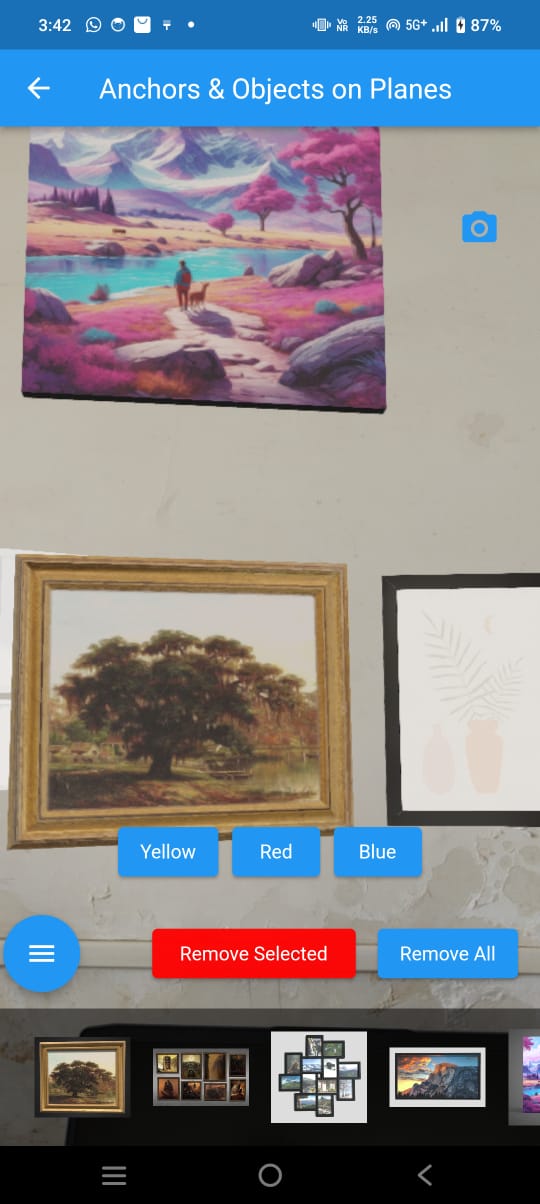 3:42
Vo
NR
2.25
KB/s
5G+
87%
Anchors & Objects on Planes
Yellow
Red
Blue
Remove Selected
Remove All